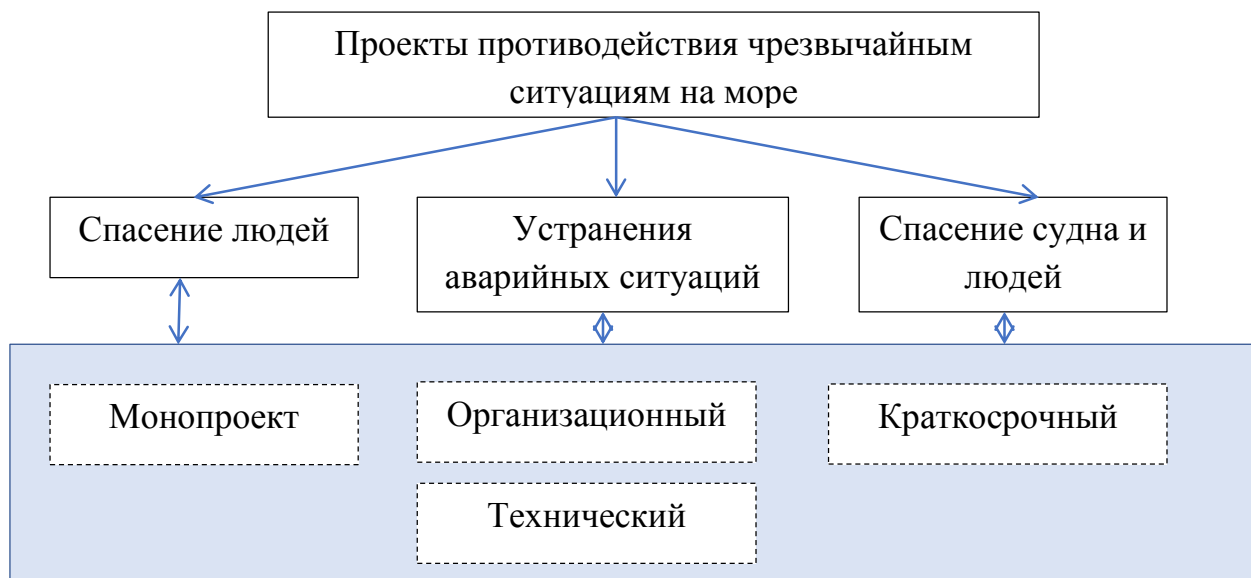 Проекты противодействия чрезвычайным
ситуациям на море
Спасение людей
Устранения
аварийных ситуаций
Спасение судна и
людей
Монопроект
Организационный
Краткосрочный
Технический